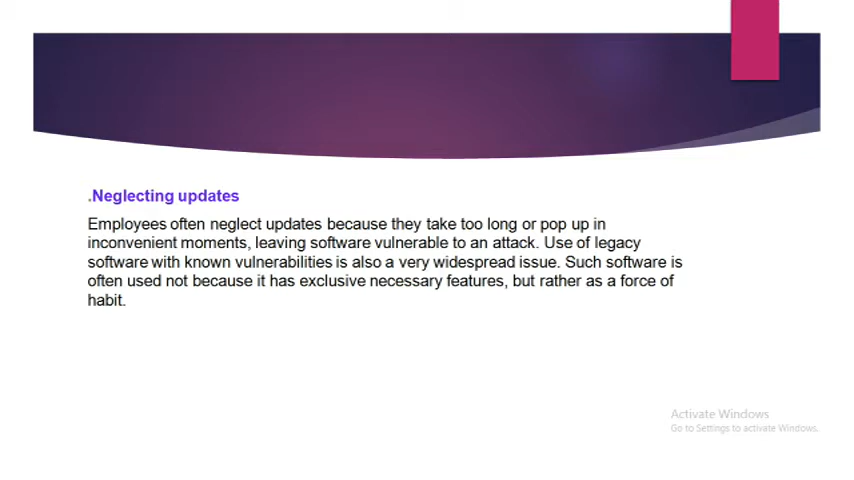 .Neglecting updates
Employees often neglect updates because they take too long or pop up in
inconvenient moments, leaving software vulnerable to an attack. Use of legacy
software with known vulnerabilities is also a very widespread issue. Such software is
often used not because it has exclusive necessary features, but rather as a force of
habit.
Activate Windows
Go to Settings to activate Windows.